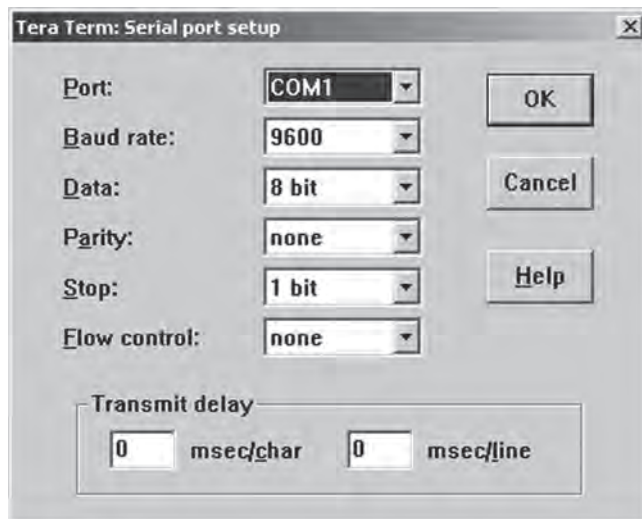 Tera Term: Serial port setup
Port: COM1
OK
Baud rate: 9600
Data: 8 bit
Cancel
Parity: none
Stop: 1 bit
Help
Flow control: none
Transmit delay
0 msec/char 0 msec/line